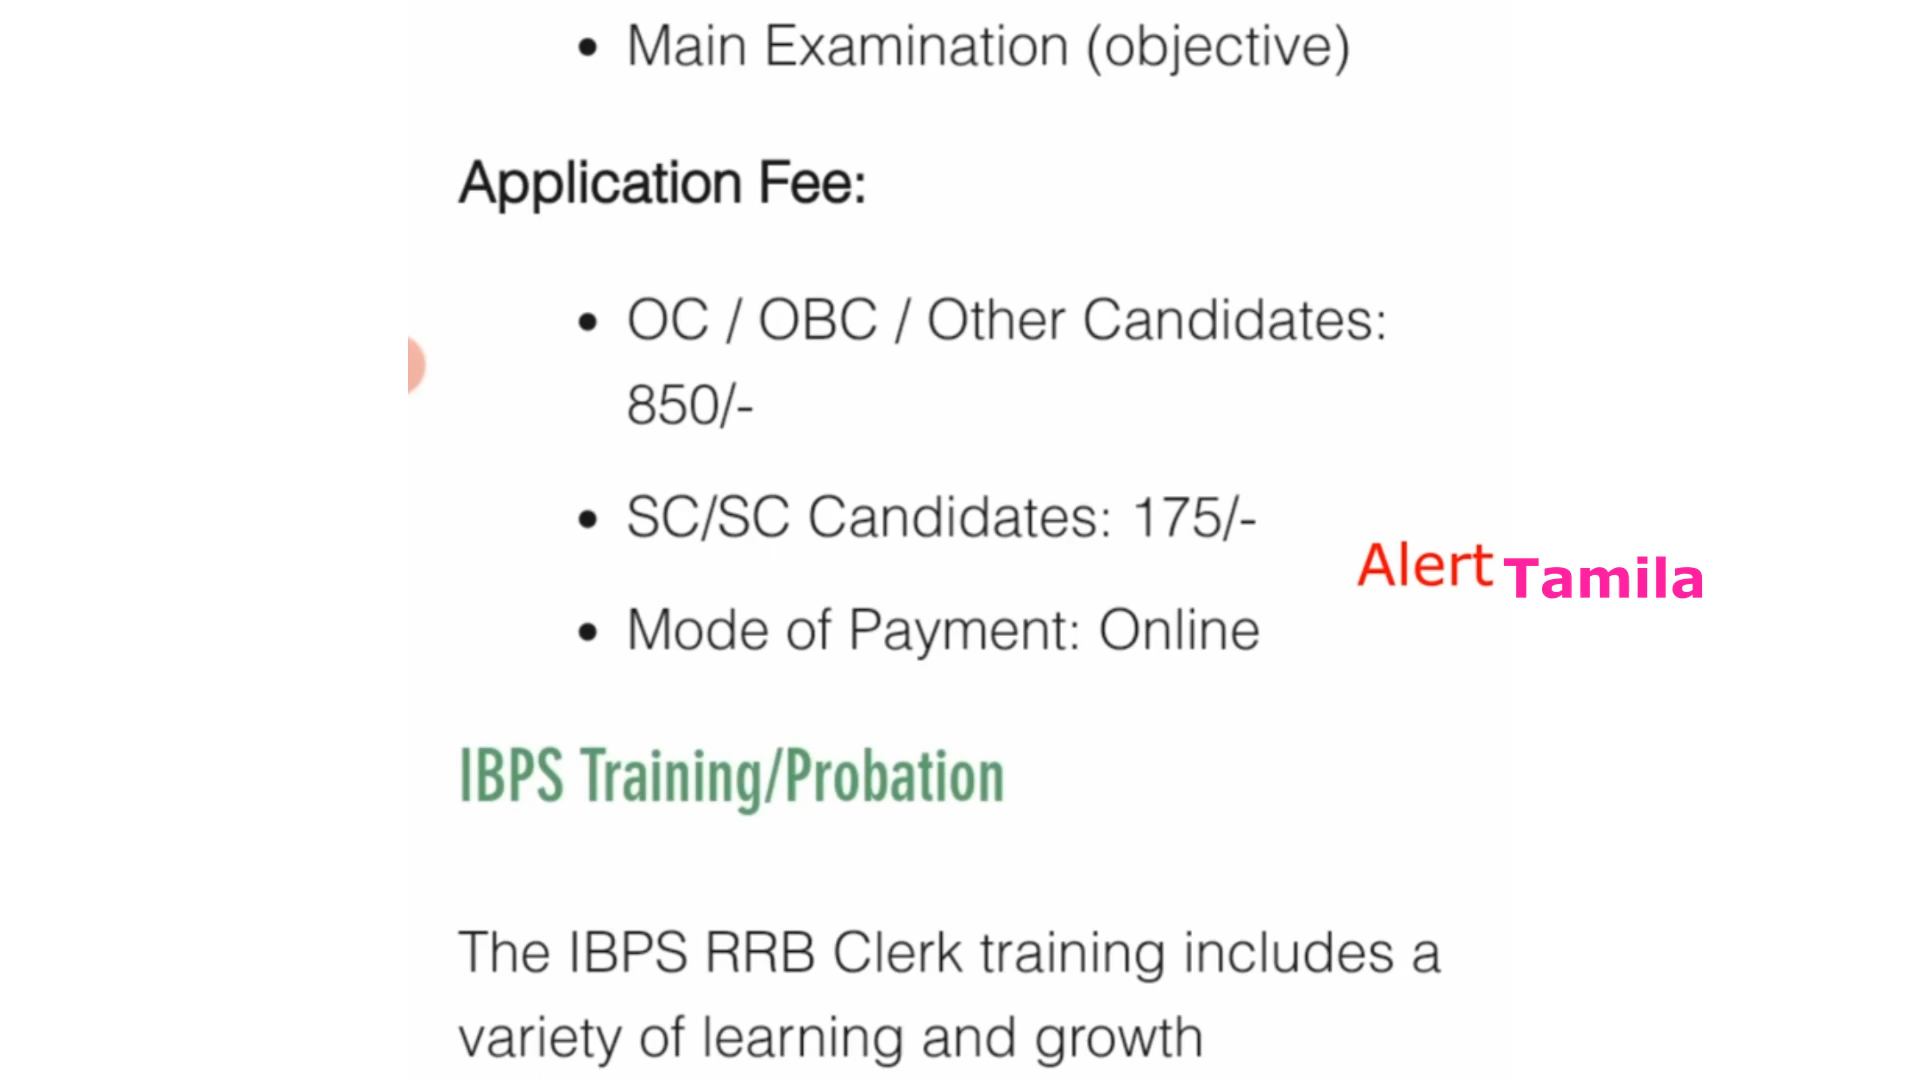 • Main Examination (objective)
Application Fee:
• OC / OBC / Other Candidates:
850/-
• SC/SC Candidates: 175/-
Alert Tamila
• Mode of Payment: Online
IBPS Training/Probation
The IBPS RRB Clerk training includes a
variety of learning and growth